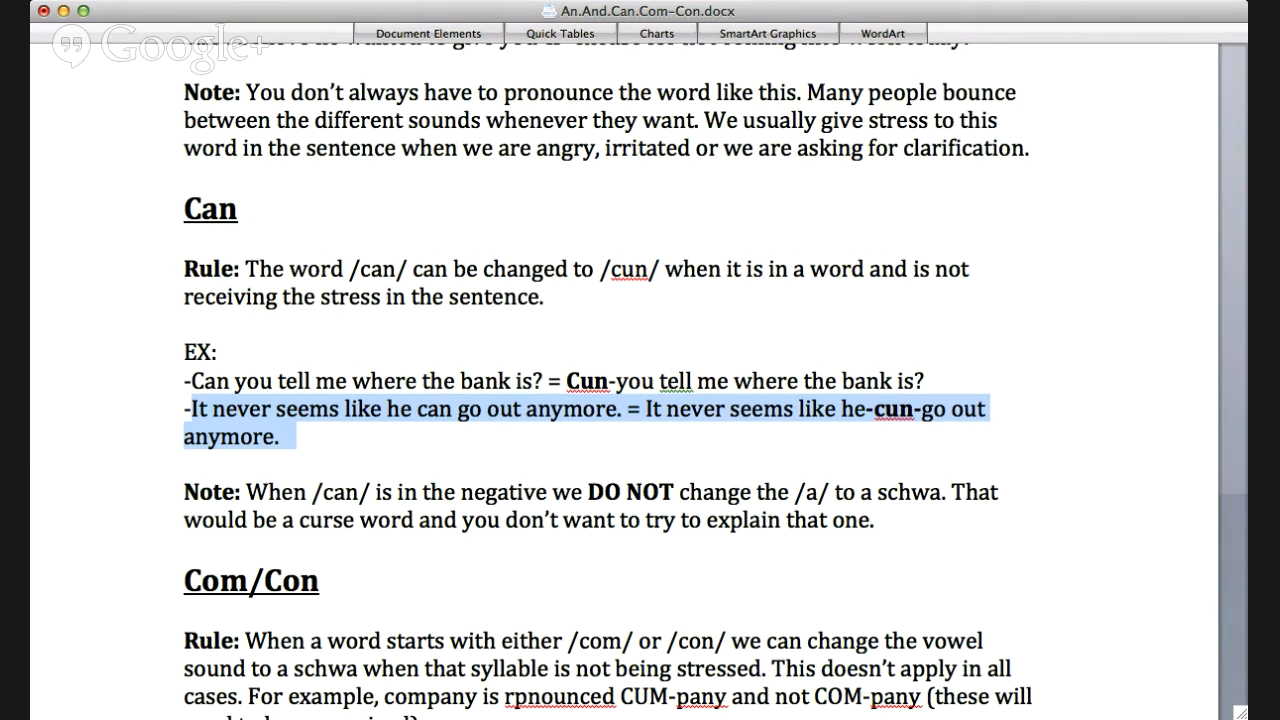 An.And.Can.Com-Con.docx
Google+
Document Elements Quick Tables Charts SmartArt Graphics WordArt
Note: You don't always have to pronounce the word like this. Many people bounce
between the different sounds whenever they want. We usually give stress to this
word in the sentence when we are angry, irritated or we are asking for clarification.
Can
Rule: The word /can/ can be changed to /cun/ when it is in a word and is not
receiving the stress in the sentence.
EX:
-Can you tell me where the bank is? = Cun-you tell me where the bank is?
-It never seems like he can go out anymore. = It never seems like he-cun-go out
anymore.
Note: When /can/ is in the negative we DO NOT change the /a/ to a schwa. That
would be a curse word and you don't want to try to explain that one.
Com/Con
Rule: When a word starts with either /com/ or /con/ we can change the vowel
sound to a schwa when that syllable is not being stressed. This doesn't apply in all
cases. For example, company is rpnounced CUM-pany and not COM-pany (these will